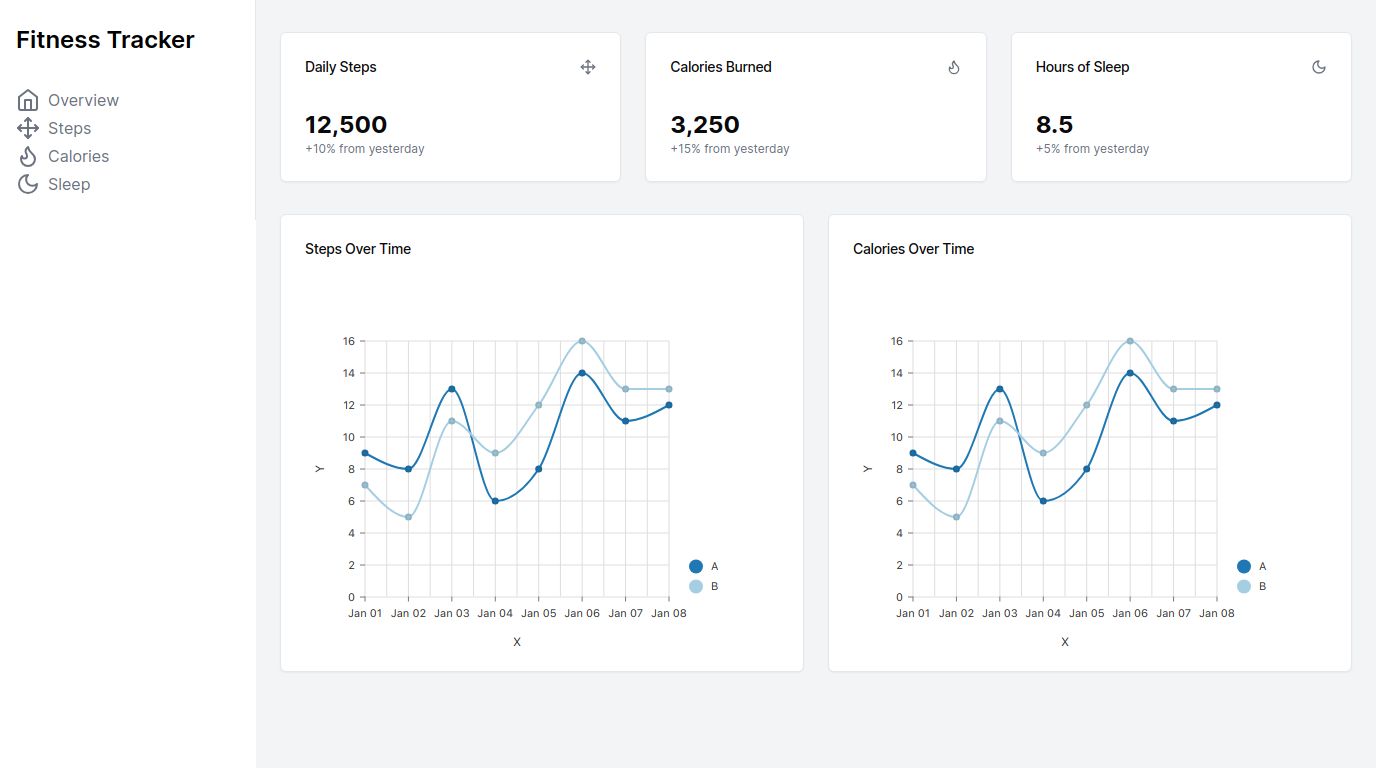 Fitness Tracker
Overview
Steps
Calories
Sleep
Daily Steps
12,500
+10% from yesterday
Calories Burned
3,250
+15% from yesterday
Hours of Sleep
8.5
+5% from yesterday
Steps Over Time
16
14
12
10
8
6
4
2
0
Y
Jan 01 Jan 02 Jan 03 Jan 04 Jan 05 Jan 06 Jan 07 Jan 08
X
A
B
Calories Over Time
16
14
12
10
8
6
4
2
0
Y
Jan 01 Jan 02 Jan 03 Jan 04 Jan 05 Jan 06 Jan 07 Jan 08
X
A
B